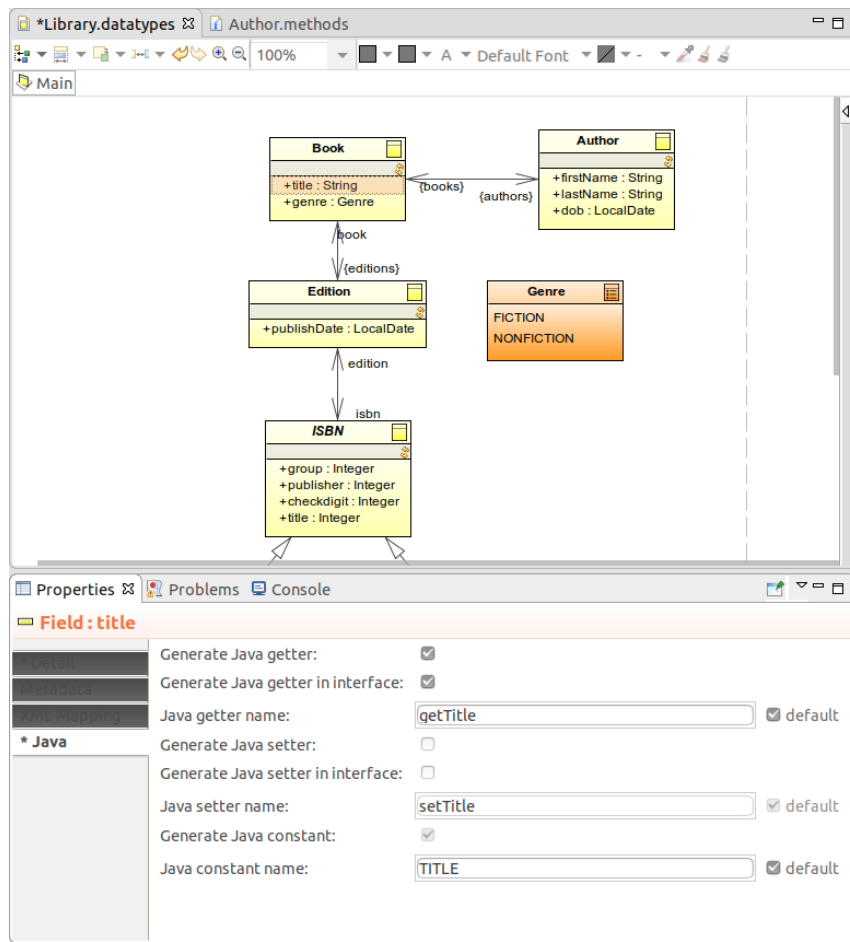 *Library.datatypes Author.methods
100% A Default Font -
Main
Book
+title : String
+genre : Genre
Author
+firstName : String
+lastName : String
+dob : LocalDate
{books}
{authors}
book
{editions}
Edition
+publishDate : LocalDate
Genre
FICTION
NONFICTION
edition
isbn
ISBN
+group : Integer
+publisher : Integer
+checkdigit : Integer
+title : Integer
Properties Problems Console
Field : title
* Detail
Metadata
XML Mapping
* Java
Generate Java getter:
Generate Java getter in interface:
Java getter name: getTitle default
Generate Java setter:
Generate Java setter in interface:
Java setter name: setTitle default
Generate Java constant:
Java constant name: TITLE default